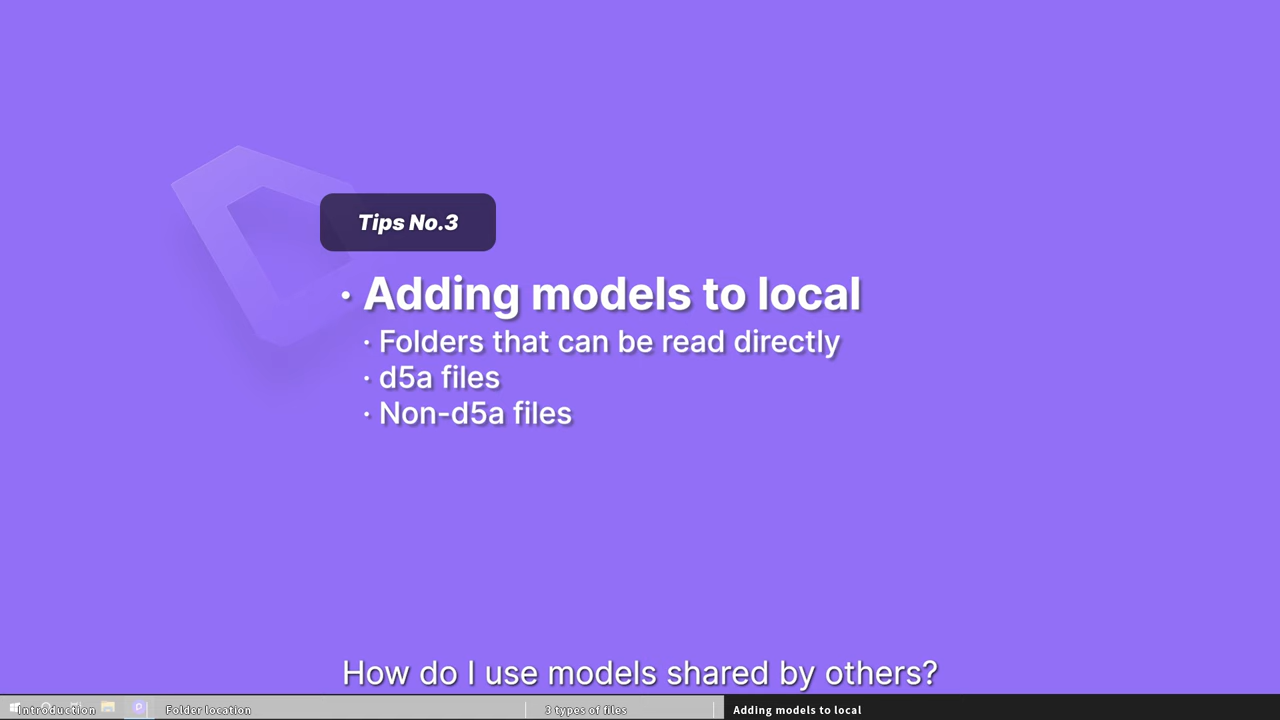 Tips No.3
· Adding models to local
· Folders that can be read directly
· d5a files
· Non-d5a files
How do I use models shared by others?
Introduction
Folder location
3 types of files
Adding models to local